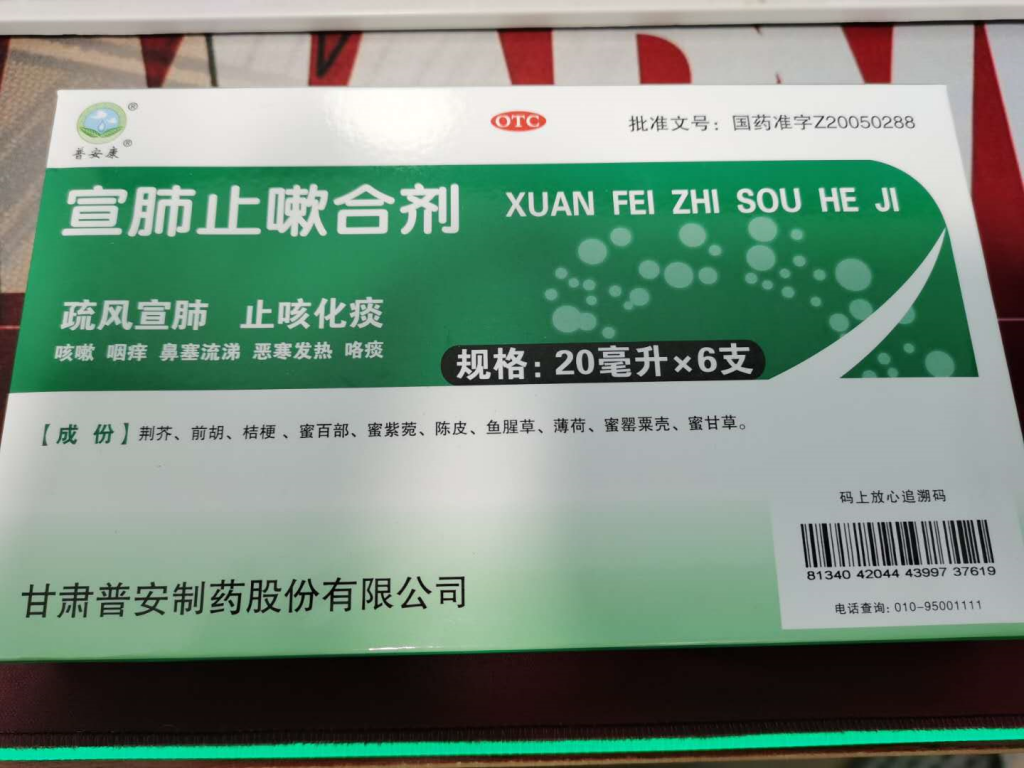 ®
普安康®
OTC
批准文号：国药准字Z20050288
宣肺止嗽合剂
XUAN FEI ZHI SOU HE JI
疏风宣肺 止咳化痰
咳嗽 咽痒 鼻塞流涕 恶寒发热 咯痰
规格：20毫升×6支
【成份】荆芥、前胡、桔梗、蜜百部、蜜紫菀、陈皮、鱼腥草、薄荷、蜜罂粟壳、蜜甘草。
码上放心追溯码
81340 42044 43997 37619
电话查询：010-95001111
甘肃普安制药股份有限公司